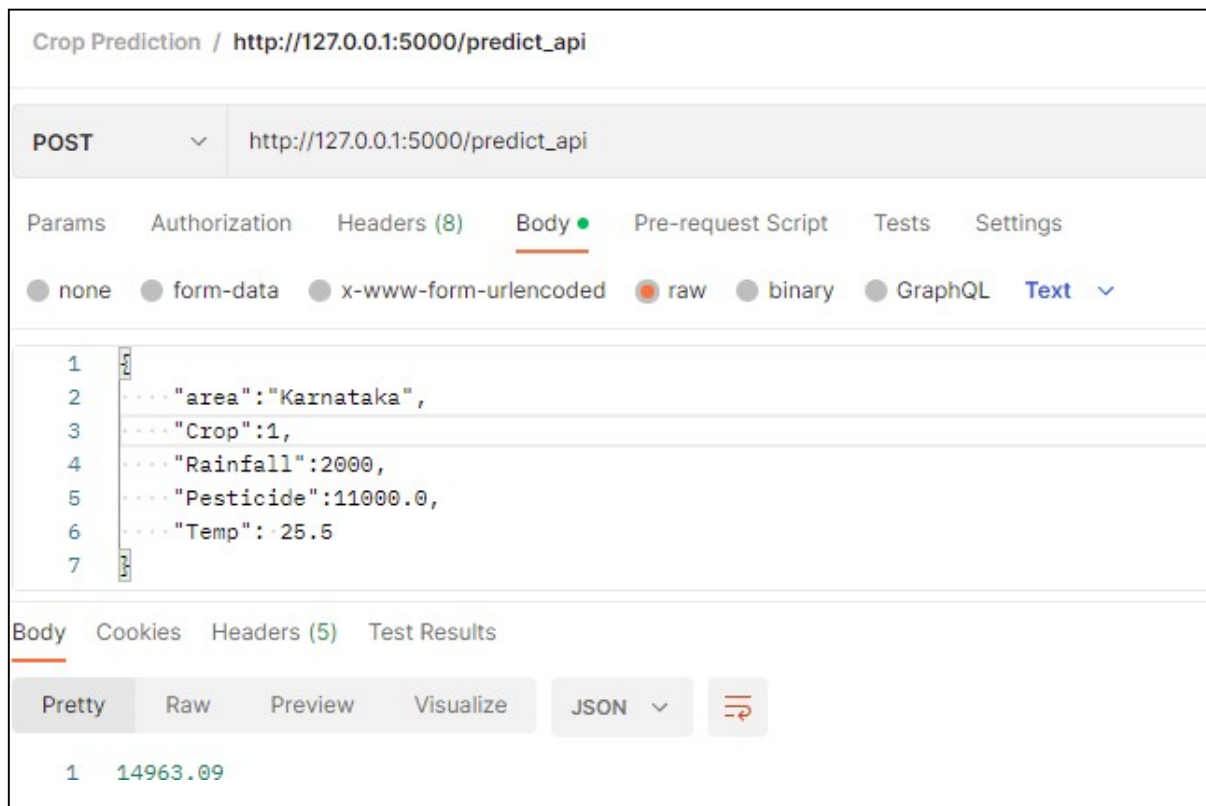 Crop Prediction / http://127.0.0.1:5000/predict_api
POST http://127.0.0.1:5000/predict_api
Params Authorization Headers (8) Body Pre-request Script Tests Settings
none form-data x-www-form-urlencoded raw binary GraphQL Text
1 {
2 "area":"Karnataka",
3 "Crop":1,
4 "Rainfall":2000,
5 "Pesticide":11000.0,
6 "Temp": 25.5
7 }
Body Cookies Headers (5) Test Results
Pretty Raw Preview Visualize JSON
1 14963.09